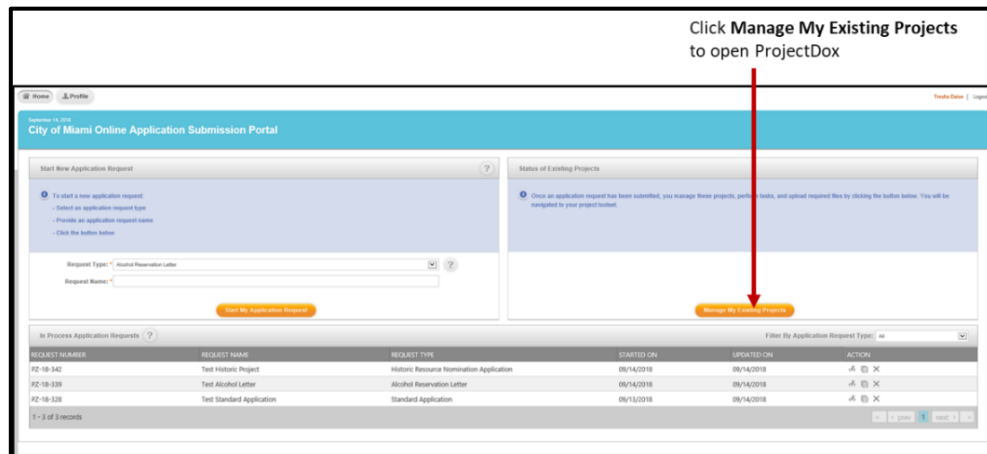 Click Manage My Existing Projects
to open ProjectDox
Home
Profile
Logout
September 14, 2018
City of Miami Online Application Submission Portal
Start New Application Request
?
Status of Existing Projects
To start a new application request:
- Select an application request type
- Provide an application request name
- Click the button below
Once an application request has been submitted, you manage these projects, perform tasks, and upload required files by clicking the button below. You will be
navigated to your project toolset.
Request Type: * Alcohol Reservation Letter
?
Request Name: *
Start My Application Request
Manage My Existing Projects
In Process Application Requests ?
Filter By Application Request Type: All
REQUEST NUMBER REQUEST NAME REQUEST TYPE STARTED ON UPDATED ON ACTION
PZ-18-342 Test Historic Project Historic Resource Nomination Application 09/14/2018 09/14/2018
PZ-18-339 Test Alcohol Letter Alcohol Reservation Letter 09/14/2018 09/14/2018
PZ-18-328 Test Standard Application Standard Application 09/13/2018 09/14/2018
1 - 3 of 3 records
prev 1 next